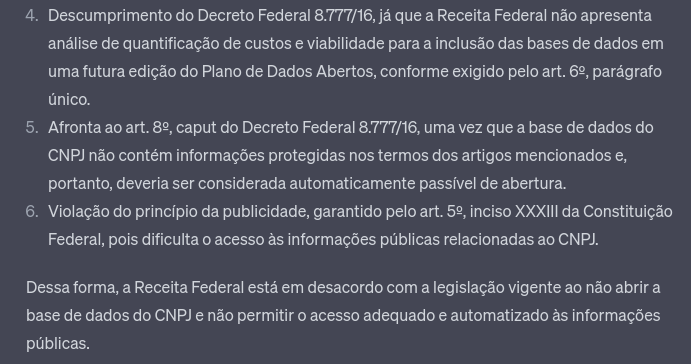 4. Descumprimento do Decreto Federal 8.777/16, já que a Receita Federal não apresenta
análise de quantificação de custos e viabilidade para a inclusão das bases de dados em
uma futura edição do Plano de Dados Abertos, conforme exigido pelo art. 6º, parágrafo
único.
5. Afronta ao art. 8º, caput do Decreto Federal 8.777/16, uma vez que a base de dados do
CNPJ não contém informações protegidas nos termos dos artigos mencionados e,
portanto, deveria ser considerada automaticamente passível de abertura.
6. Violação do princípio da publicidade, garantido pelo art. 5º, inciso XXXIII da Constituição
Federal, pois dificulta o acesso às informações públicas relacionadas ao CNPJ.
Dessa forma, a Receita Federal está em desacordo com a legislação vigente ao não abrir a
base de dados do CNPJ e não permitir o acesso adequado e automatizado às informações
públicas.